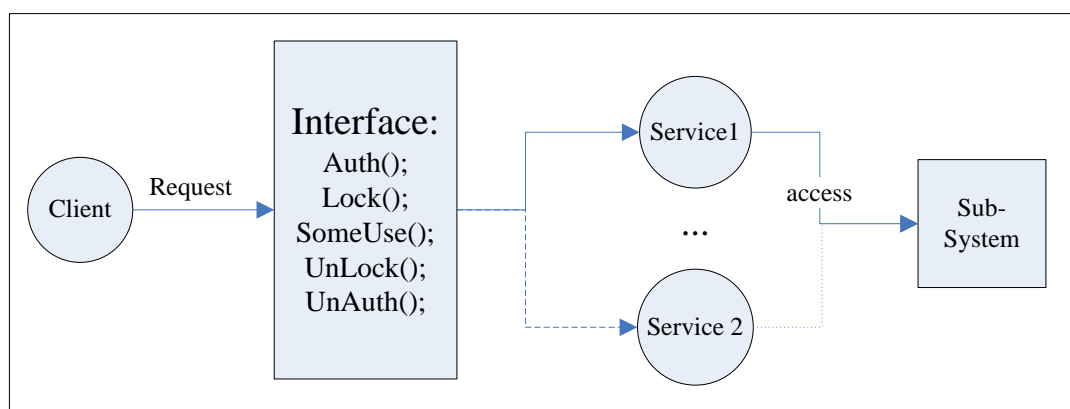 Client
Request
Interface:
Auth();
Lock();
SomeUse();
UnLock();
UnAuth();
Service1
...
Service 2
access
Sub-
System